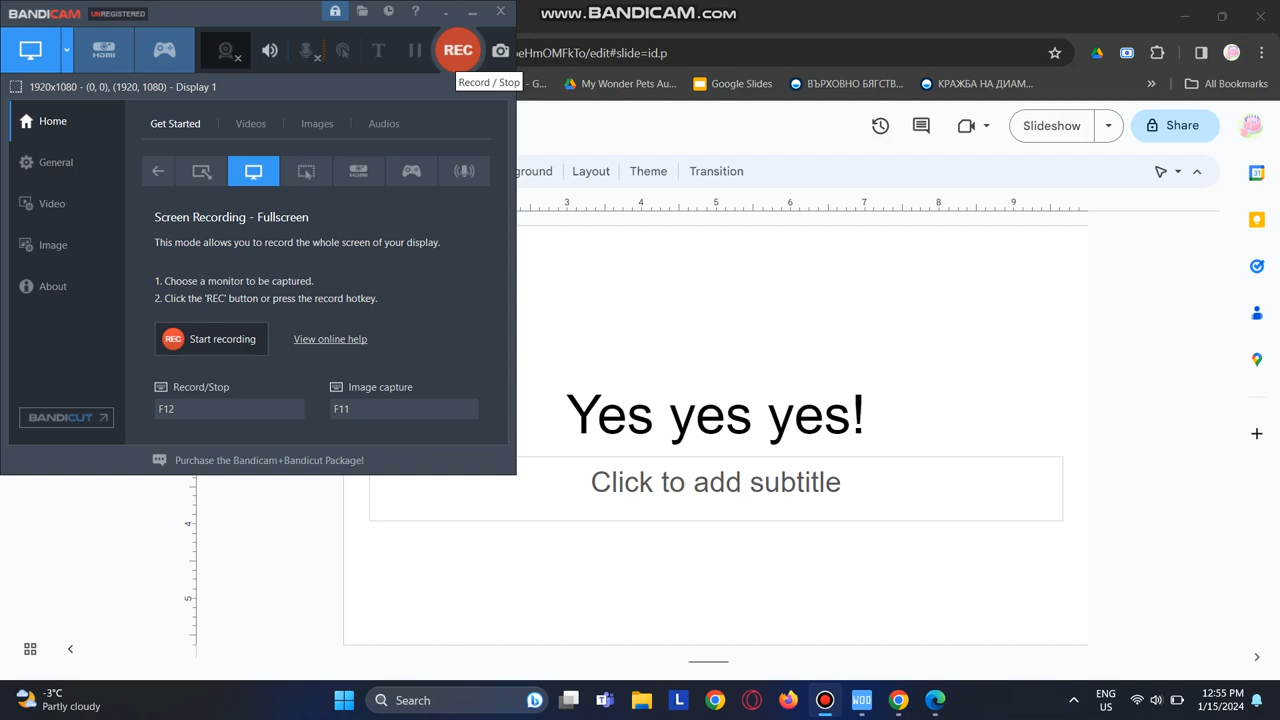 BANDICAM UNREGISTERED
www.BANDICAM.com
HDMI
T
REC
Record / Stop
1920x1080 - (0, 0), (1920, 1080) - Display 1
Home
General
Video
Image
About
BANDICUT
Get Started Videos Images Audios
HDMI
Screen Recording - Fullscreen
This mode allows you to record the whole screen of your display.
1. Choose a monitor to be captured.
2. Click the 'REC' button or press the record hotkey.
REC Start recording
View online help
Record/Stop Image capture
F12 F11
Purchase the Bandicam+Bandicut Package!
peHmOMFkTo/edit#slide=id.p
- G...
My Wonder Pets Au...
Google Slides
ВЪРХОВНО БЯГСТВ...
СРАЖБА НА ДИАМ...
All Bookmarks
Slideshow
Share
ground Layout Theme Transition
3 4 5 6 7 8 9
4
5
Yes yes yes!
Click to add subtitle
31
-3°C
Partly cloudy
Search
L
WOD
ENG
US
12:55 PM
1/15/2024